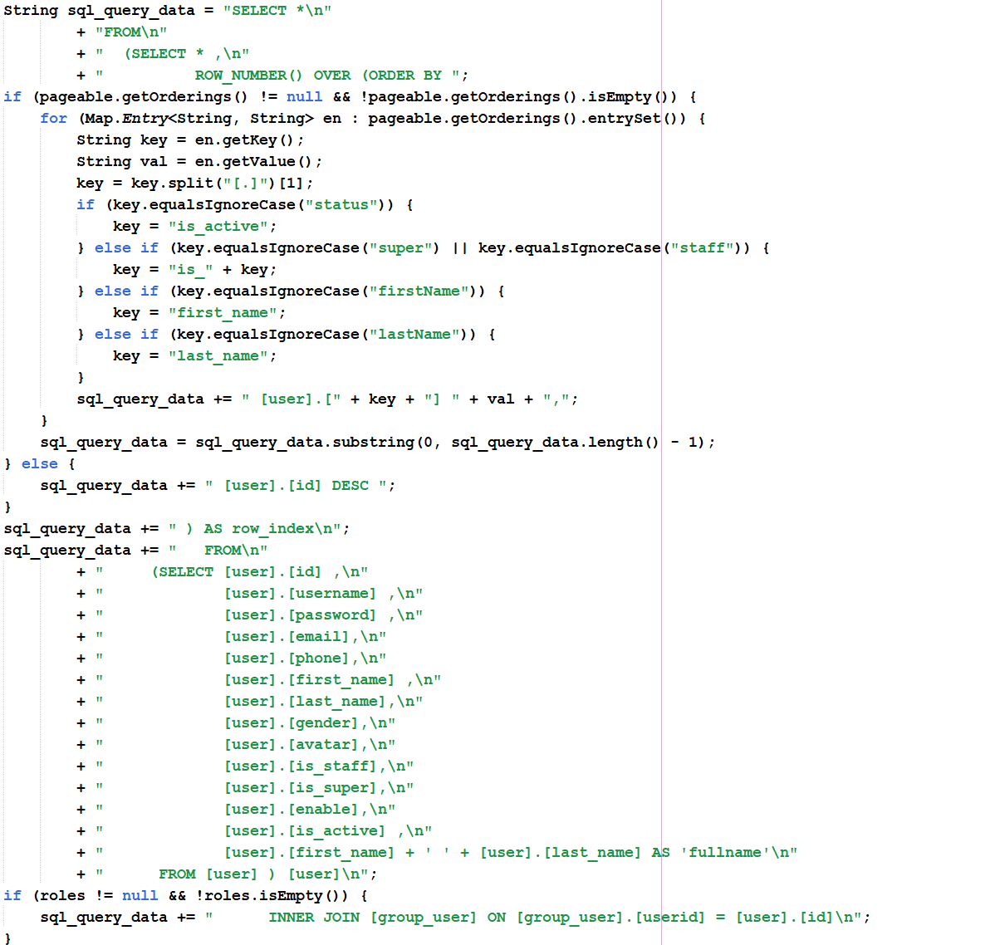 String sql_query_data = "SELECT *\n"
        + "FROM\n"
        + "  (SELECT * ,\n"
        + "          ROW_NUMBER() OVER (ORDER BY ";
if (pageable.getOrderings() != null && !pageable.getOrderings().isEmpty()) {
    for (Map.Entry<String, String> en : pageable.getOrderings().entrySet()) {
        String key = en.getKey();
        String val = en.getValue();
        key = key.split("[.]")[1];
        if (key.equalsIgnoreCase("status")) {
            key = "is_active";
        } else if (key.equalsIgnoreCase("super") || key.equalsIgnoreCase("staff")) {
            key = "is_" + key;
        } else if (key.equalsIgnoreCase("firstName")) {
            key = "first_name";
        } else if (key.equalsIgnoreCase("lastName")) {
            key = "last_name";
        }
        sql_query_data += " [user].[" + key + "] " + val + ",";
    }
    sql_query_data = sql_query_data.substring(0, sql_query_data.length() - 1);
} else {
    sql_query_data += " [user].[id] DESC ";
}
sql_query_data += " ) AS row_index\n";
sql_query_data += "   FROM\n"
        + "     (SELECT [user].[id] ,\n"
        + "             [user].[username] ,\n"
        + "             [user].[password] ,\n"
        + "             [user].[email],\n"
        + "             [user].[phone],\n"
        + "             [user].[first_name] ,\n"
        + "             [user].[last_name],\n"
        + "             [user].[gender],\n"
        + "             [user].[avatar],\n"
        + "             [user].[is_staff],\n"
        + "             [user].[is_super],\n"
        + "             [user].[enable],\n"
        + "             [user].[is_active] ,\n"
        + "             [user].[first_name] + ' ' + [user].[last_name] AS 'fullname'\n"
        + "      FROM [user] ) [user]\n";
if (roles != null && !roles.isEmpty()) {
    sql_query_data += "      INNER JOIN [group_user] ON [group_user].[userid] = [user].[id]\n";
}